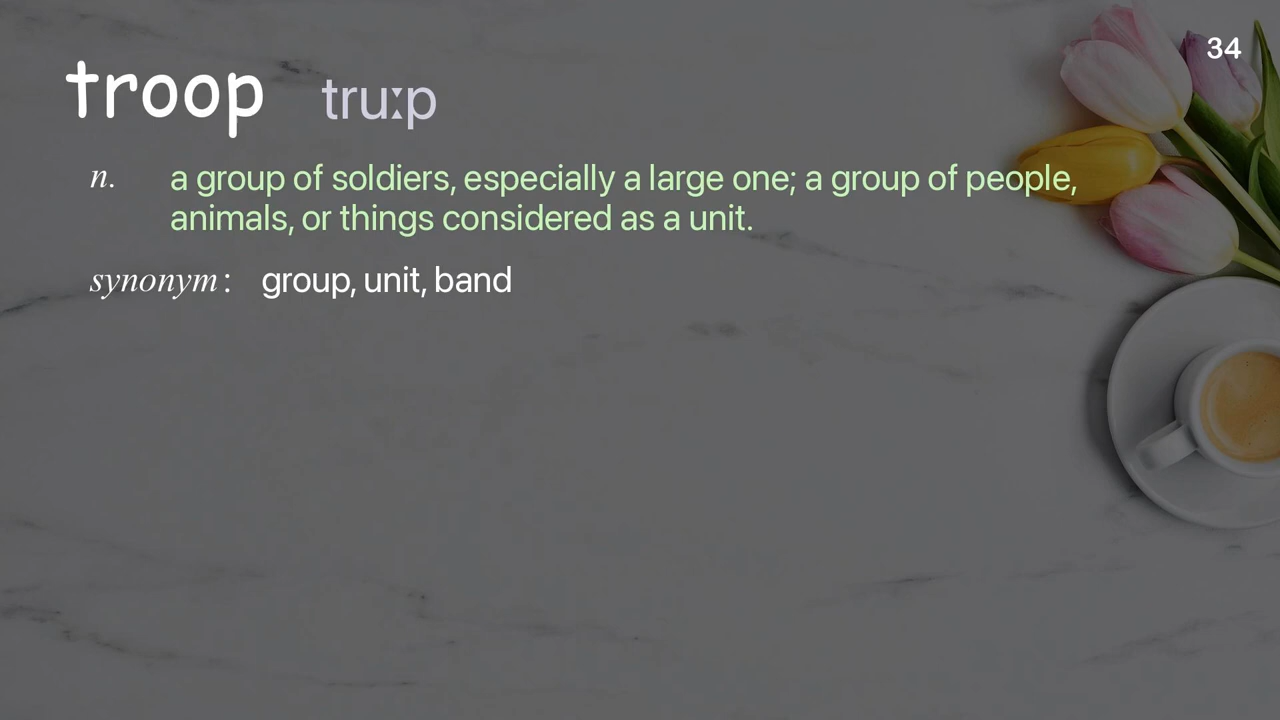 34
troop truːp
n. a group of soldiers, especially a large one; a group of people,
animals, or things considered as a unit.
synonym: group, unit, band